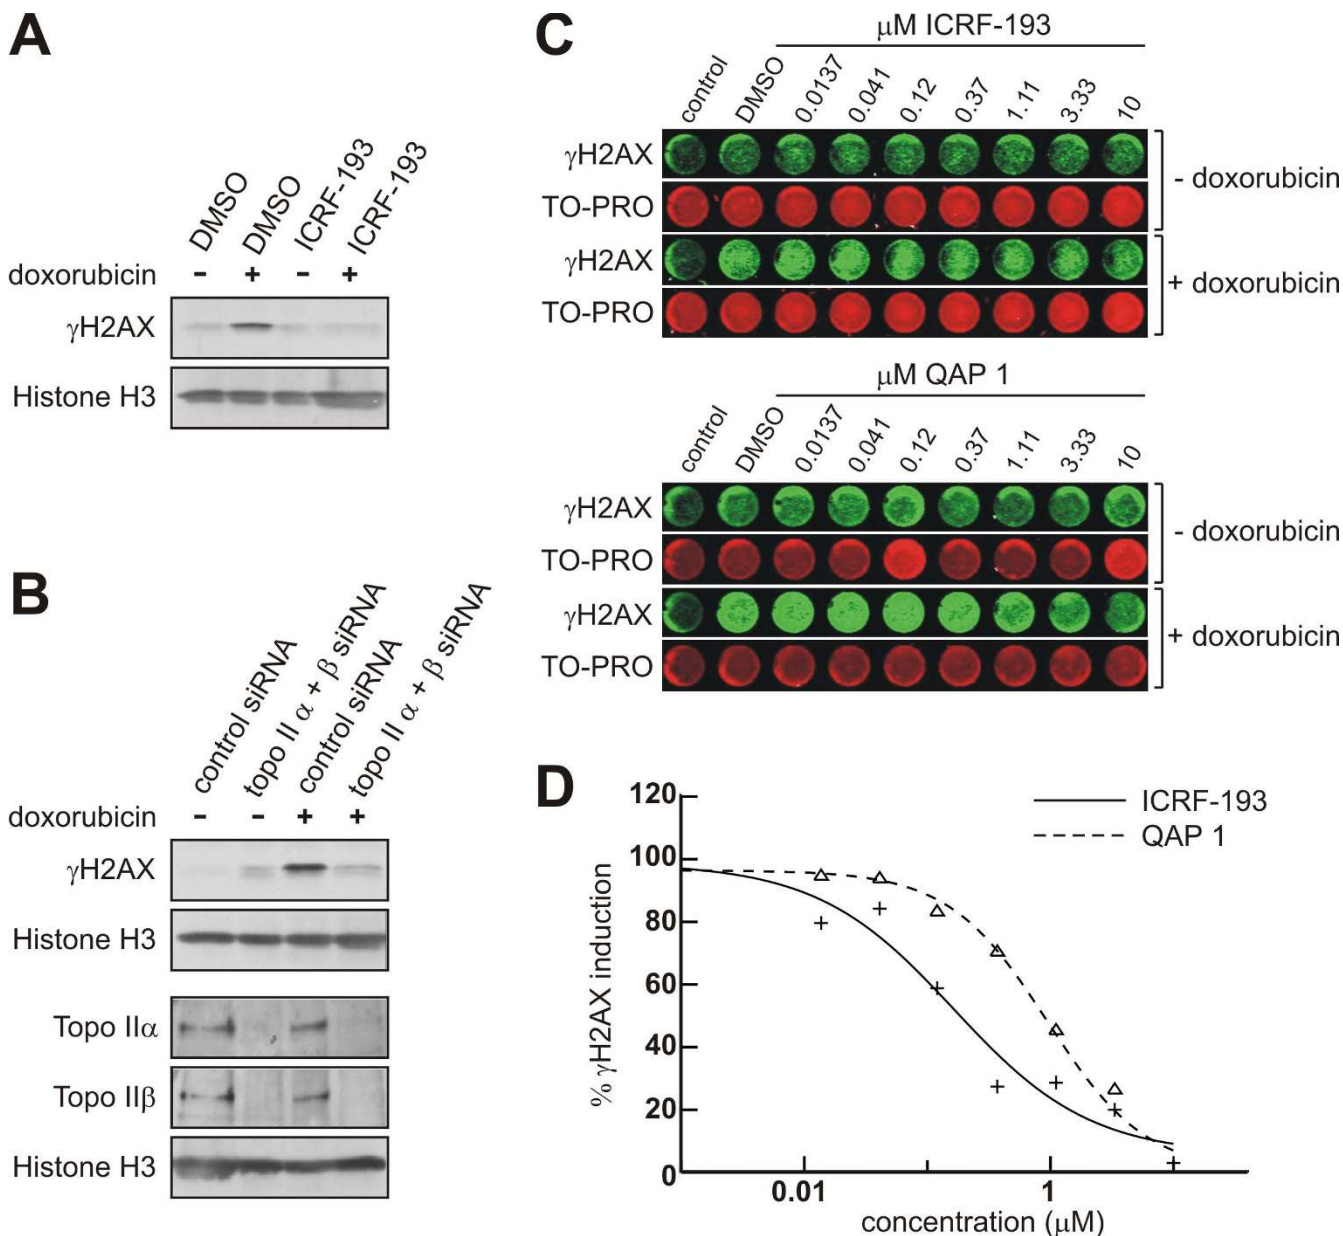 A
DMSO
DMSO
ICRF-193
ICRF-193
doxorubicin - + - +
γH2AX
Histone H3
B
control siRNA
topo II α + β siRNA
control siRNA
topo II α + β siRNA
doxorubicin - - + +
γH2AX
Histone H3
Topo IIα
Topo IIβ
Histone H3
C
μM ICRF-193
control DMSO 0.0137 0.041 0.12 0.37 1.11 3.33 10
γH2AX
TO-PRO
- doxorubicin
γH2AX
TO-PRO
+ doxorubicin
μM QAP 1
control DMSO 0.0137 0.041 0.12 0.37 1.11 3.33 10
γH2AX
TO-PRO
- doxorubicin
γH2AX
TO-PRO
+ doxorubicin
D
% γH2AX induction
120
100
80
60
40
20
0
0.01 1
concentration (μM)
ICRF-193
QAP 1